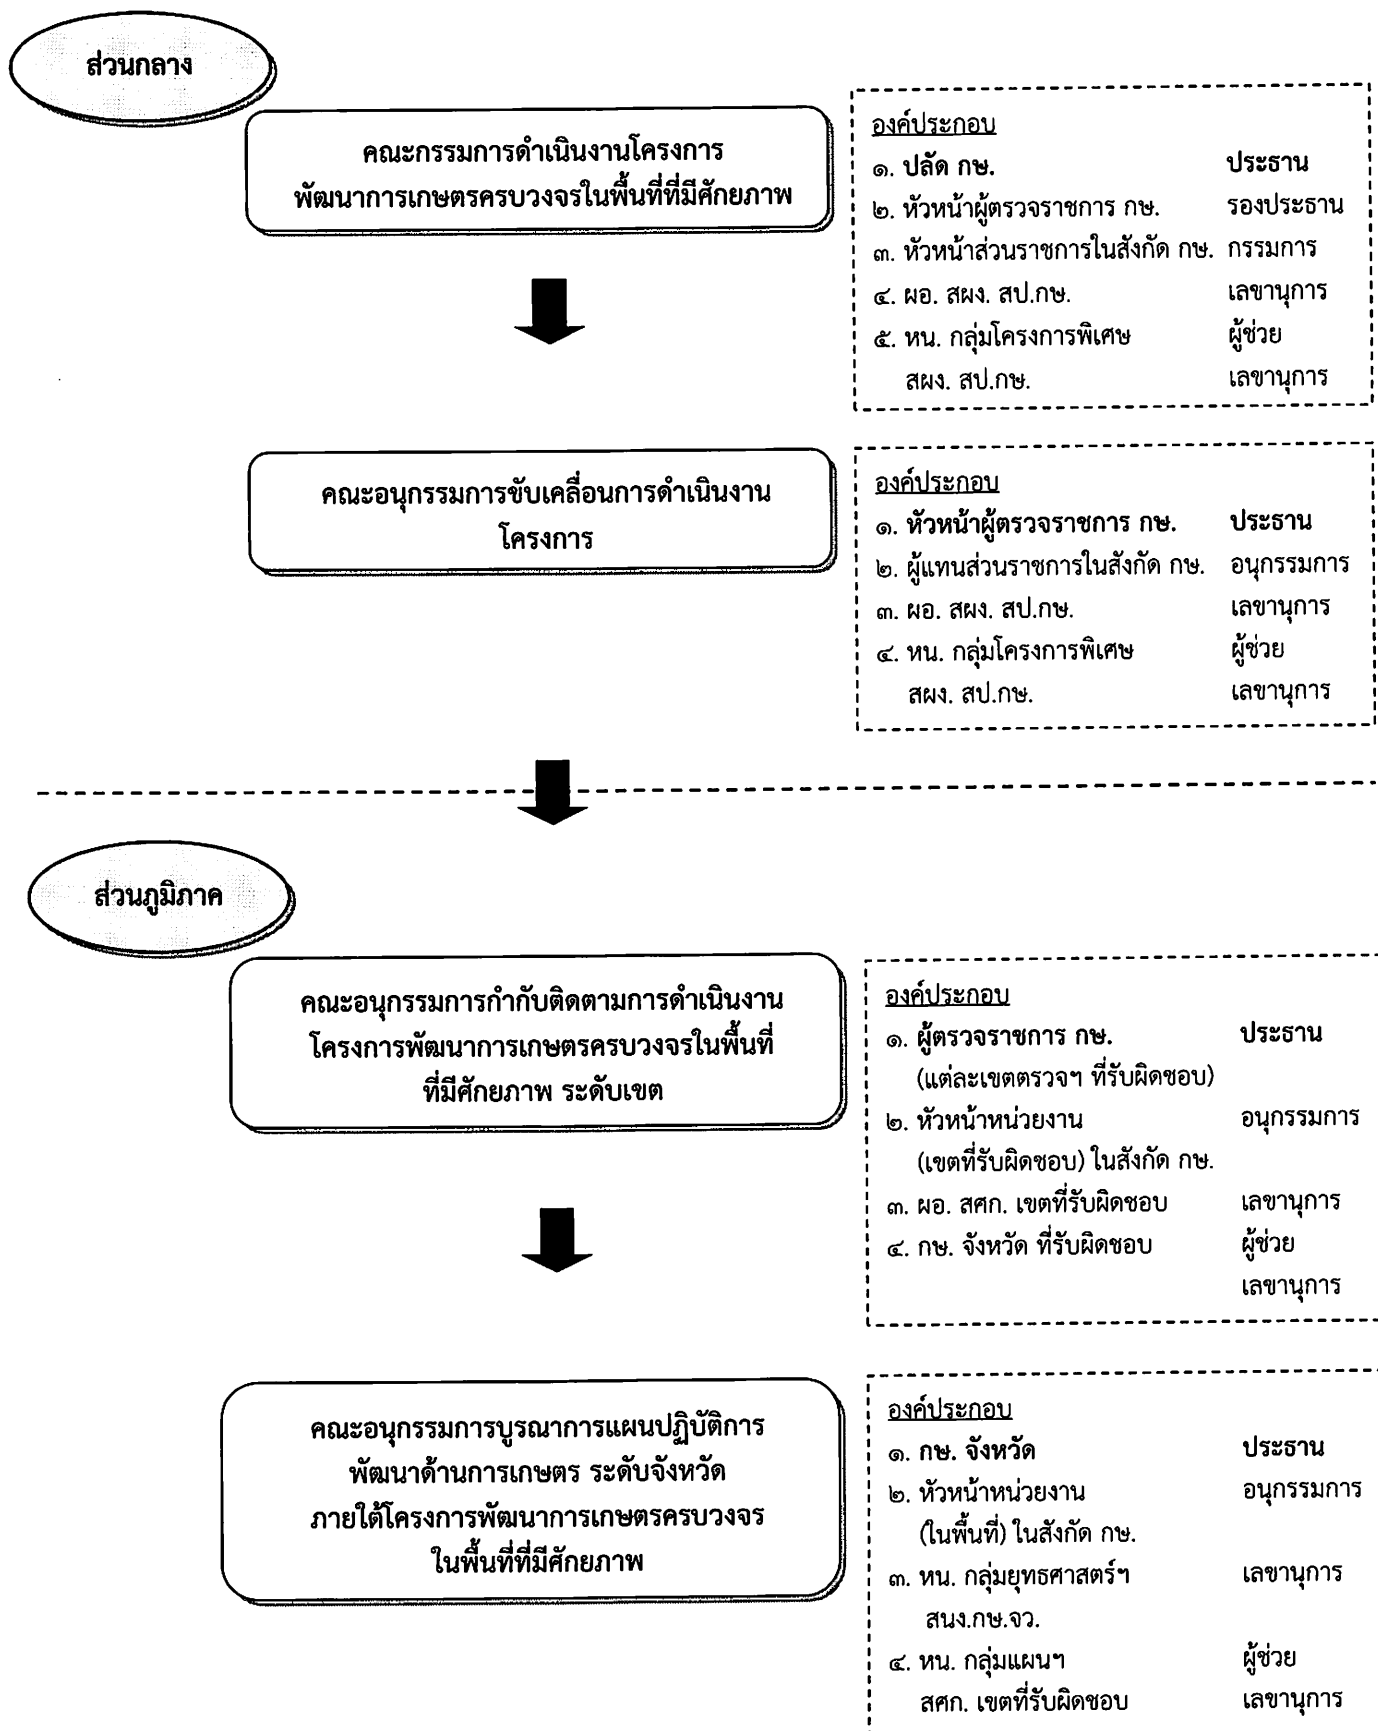 ส่วนกลาง
คณะกรรมการดำเนินงานโครงการ
พัฒนาการเกษตรครบวงจรในพื้นที่ที่มีศักยภาพ
องค์ประกอบ
๑. ปลัด กษ. ประธาน
๒. หัวหน้าผู้ตรวจราชการ กษ. รองประธาน
๓. หัวหน้าส่วนราชการในสังกัด กษ. กรรมการ
๔. ผอ. สผง. สป.กษ. เลขานุการ
๕. หน. กลุ่มโครงการพิเศษ ผู้ช่วย
สผง. สป.กษ. เลขานุการ
คณะอนุกรรมการขับเคลื่อนการดำเนินงาน
โครงการ
องค์ประกอบ
๑. หัวหน้าผู้ตรวจราชการ กษ. ประธาน
๒. ผู้แทนส่วนราชการในสังกัด กษ. อนุกรรมการ
๓. ผอ. สผง. สป.กษ. เลขานุการ
๔. หน. กลุ่มโครงการพิเศษ ผู้ช่วย
สผง. สป.กษ. เลขานุการ
ส่วนภูมิภาค
คณะอนุกรรมการกำกับติดตามการดำเนินงาน
โครงการพัฒนาการเกษตรครบวงจรในพื้นที่
ที่มีศักยภาพ ระดับเขต
องค์ประกอบ
๑. ผู้ตรวจราชการ กษ. ประธาน
(แต่ละเขตตรวจฯ ที่รับผิดชอบ)
๒. หัวหน้าหน่วยงาน อนุกรรมการ
(เขตที่รับผิดชอบ) ในสังกัด กษ.
๓. ผอ. สศก. เขตที่รับผิดชอบ เลขานุการ
๔. กษ. จังหวัด ที่รับผิดชอบ ผู้ช่วย
เลขานุการ
คณะอนุกรรมการบูรณาการแผนปฏิบัติการ
พัฒนาด้านการเกษตร ระดับจังหวัด
ภายใต้โครงการพัฒนาการเกษตรครบวงจร
ในพื้นที่ที่มีศักยภาพ
องค์ประกอบ
๑. กษ. จังหวัด ประธาน
๒. หัวหน้าหน่วยงาน อนุกรรมการ
(ในพื้นที่) ในสังกัด กษ.
๓. หน. กลุ่มยุทธศาสตร์ฯ เลขานุการ
สนง.กษ.จว.
๔. หน. กลุ่มแผนฯ ผู้ช่วย
สศก. เขตที่รับผิดชอบ เลขานุการ